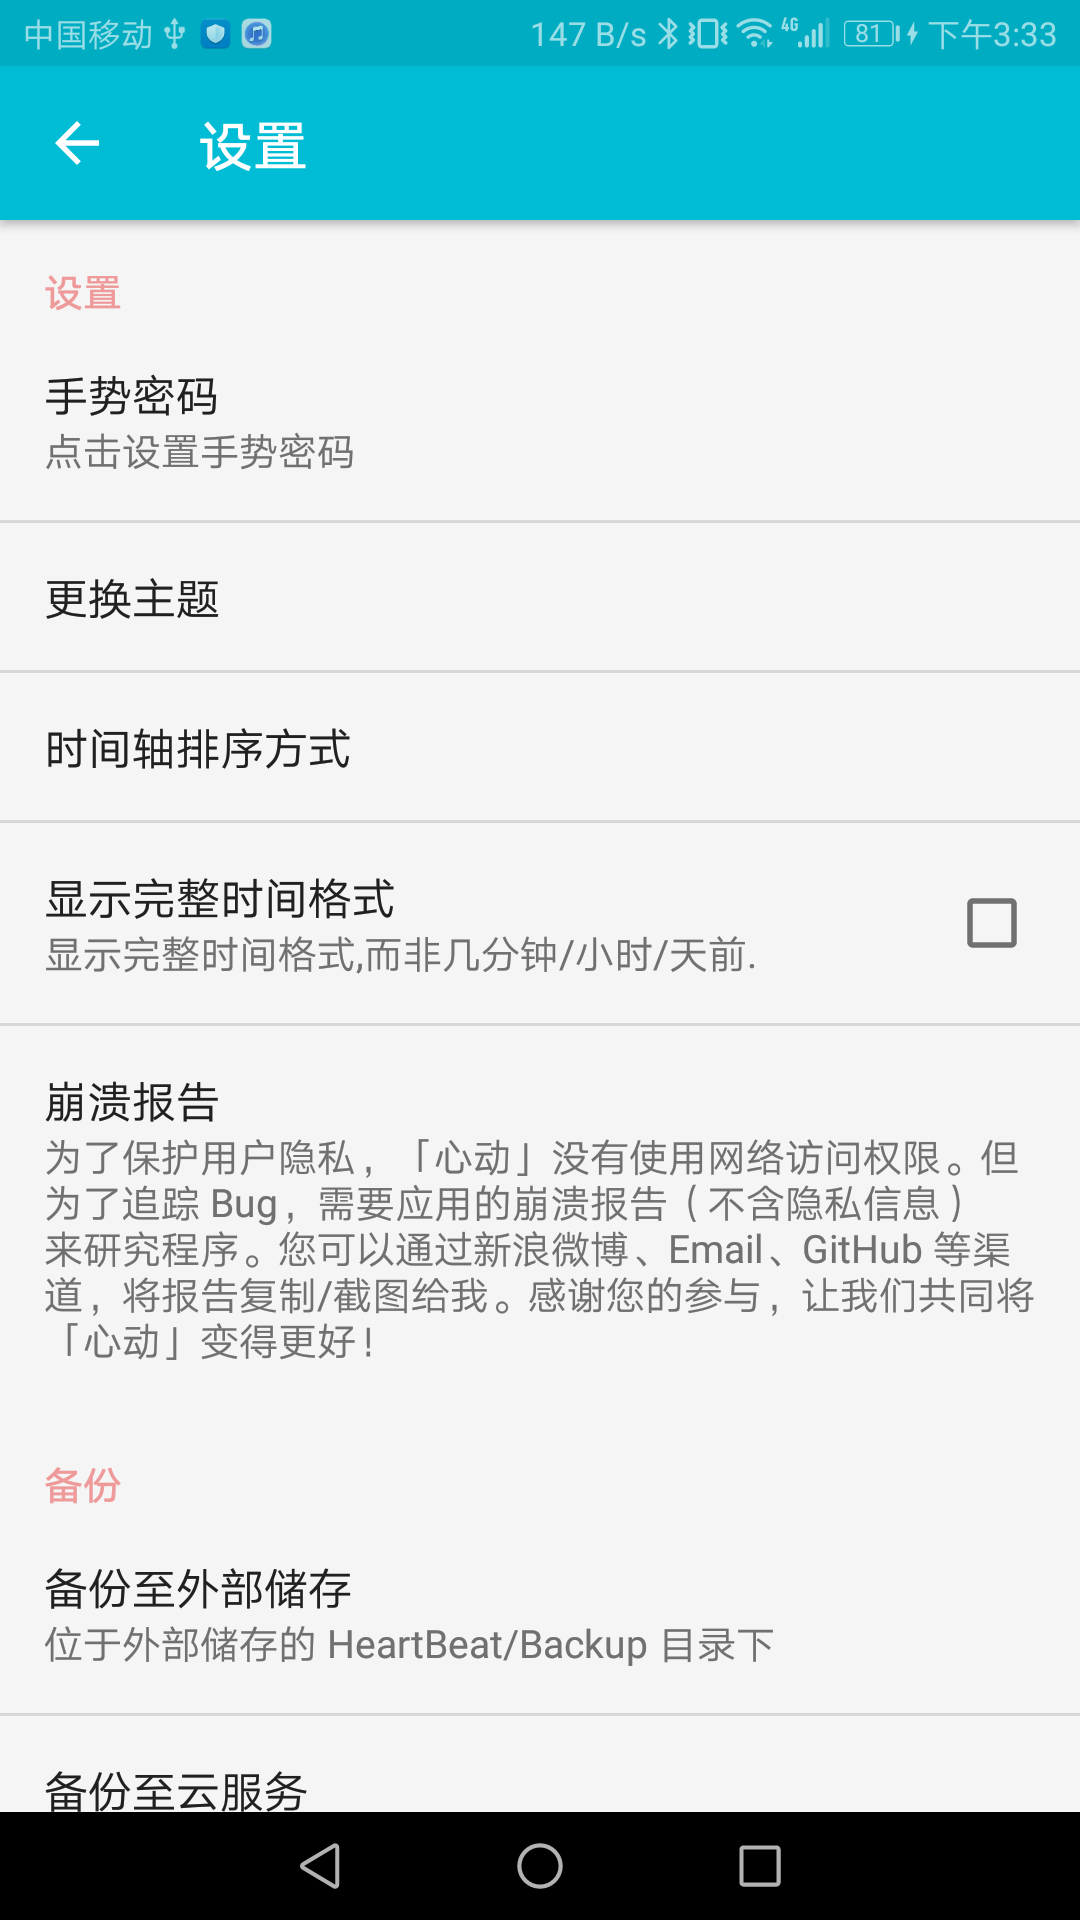 中国移动 147 B/s 4G 81 下午3:33
设置
设置
手势密码
点击设置手势密码
更换主题
时间轴排序方式
显示完整时间格式
显示完整时间格式,而非几分钟/小时/天前.
崩溃报告
为了保护用户隐私，「心动」没有使用网络访问权限。但
为了追踪 Bug，需要应用的崩溃报告（不含隐私信息）
来研究程序。您可以通过新浪微博、Email、GitHub 等渠
道，将报告复制/截图给我。感谢您的参与，让我们共同将
「心动」变得更好！
备份
备份至外部储存
位于外部储存的 HeartBeat/Backup 目录下
备份至云服务